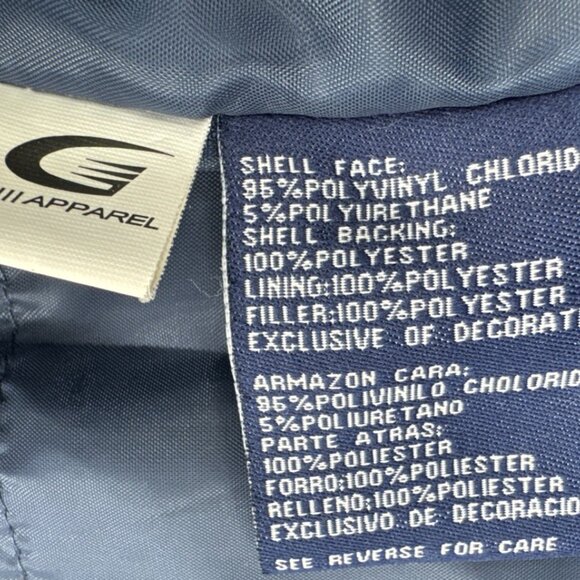 G
III APPAREL
SHELL FACE:
95%POLYVINYL CHLORID
5%POLYURETHANE
SHELL BACKING:
100%POLYESTER
LINING:100%POLYESTER
FILLER:100%POLYESTER
EXCLUSIVE OF DECORATI
ARMAZON CARA:
95%POLIVINILO CHOLORID
5%POLIURETANO
PARTE ATRAS:
100%POLIESTER
FORRO:100%POLIESTER
RELLENO:100%POLIESTER
EXCLUSIVO DE DECORACIO
SEE REVERSE FOR CARE